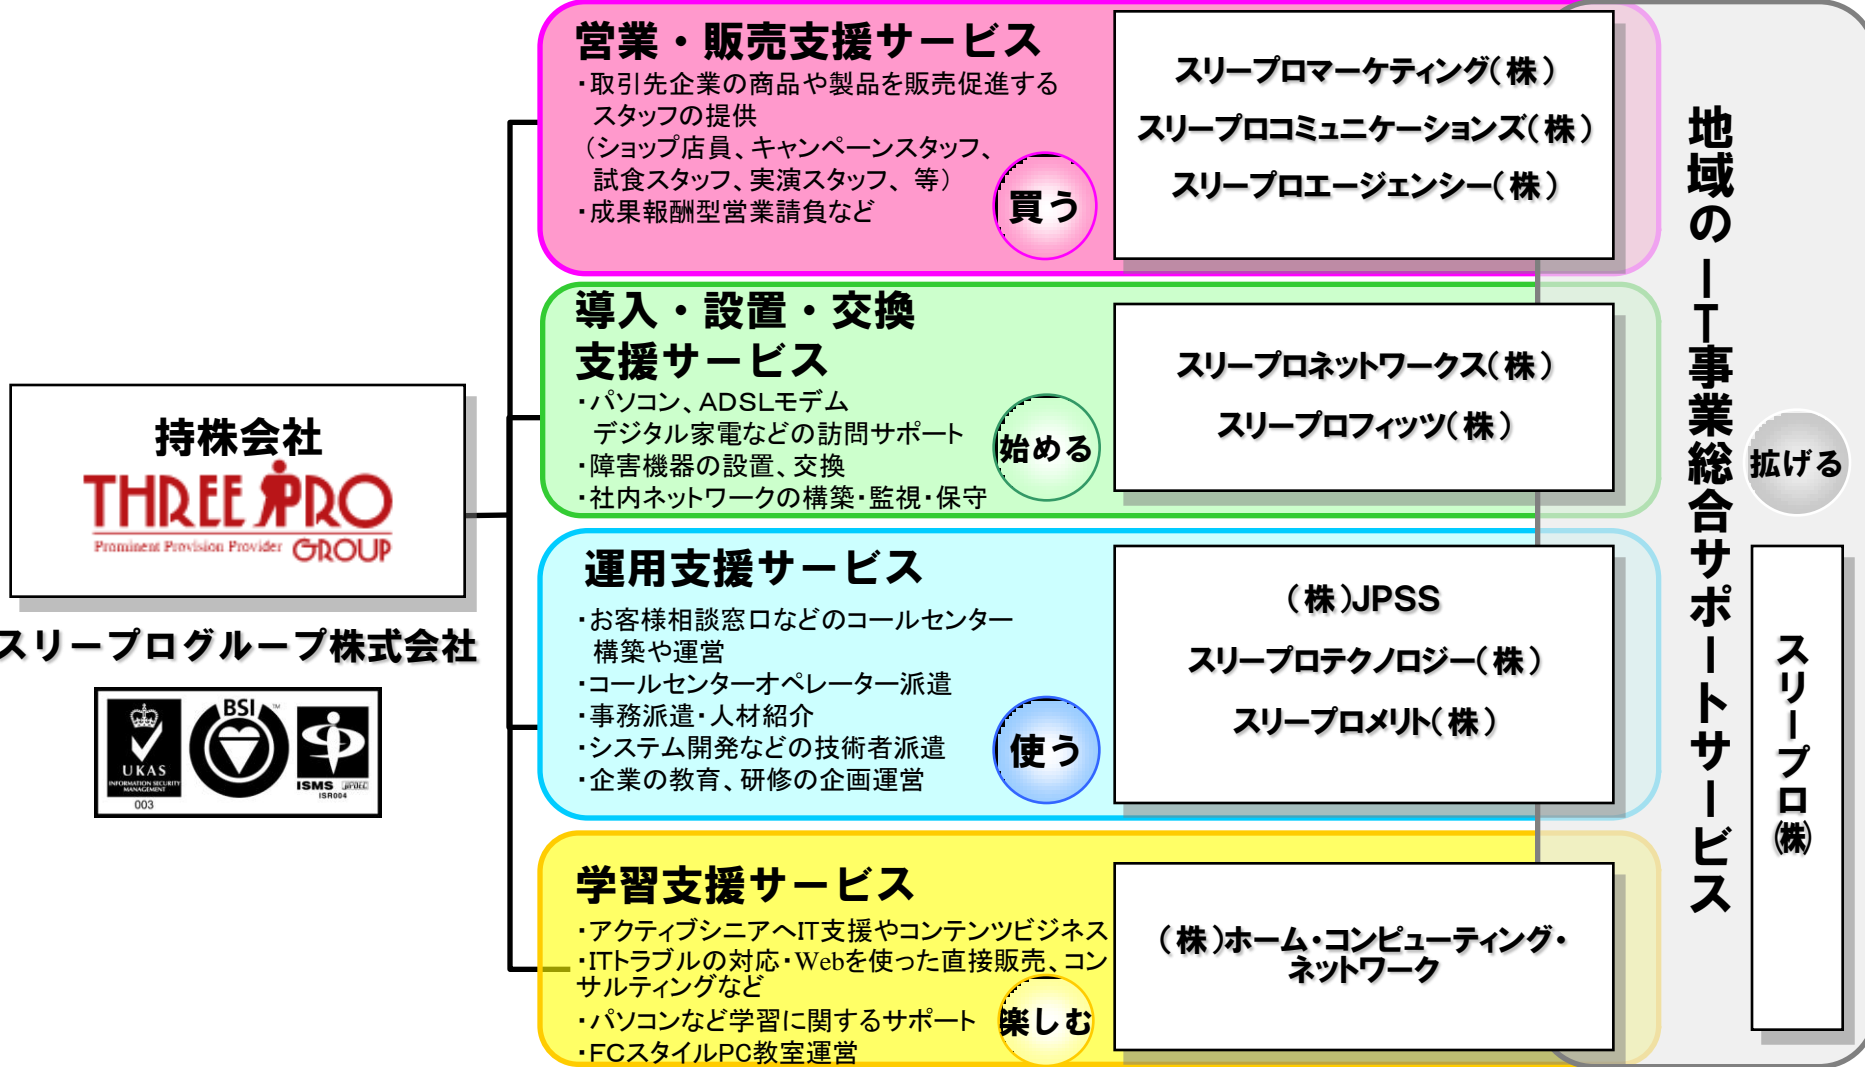 持株会社
THREE PRO
Prominent Provision Provider GROUP
スリープログループ株式会社
UKAS
INFORMATION SECURITY
MANAGEMENT
003
BSI
TM
ISMS
ISR004
営業・販売支援サービス
・取引先企業の商品や製品を販売促進する
スタッフの提供
（ショップ店員、キャンペーンスタッフ、
試食スタッフ、実演スタッフ、等）
・成果報酬型営業請負など
買う
スリープロマーケティング（株）
スリープロコミュニケーションズ（株）
スリープロエージェンシー（株）
導入・設置・交換
支援サービス
・パソコン、ADSLモデム
デジタル家電などの訪問サポート
・障害機器の設置、交換
・社内ネットワークの構築・監視・保守
始める
スリープロネットワークス（株）
スリープロフィッツ（株）
運用支援サービス
・お客様相談窓口などのコールセンター
構築や運営
・コールセンターオペレーター派遣
・事務派遣・人材紹介
・システム開発などの技術者派遣
・企業の教育、研修の企画運営
使う
（株）JPSS
スリープロテクノロジー（株）
スリープロメリト（株）
学習支援サービス
・アクティブシニアへIT支援やコンテンツビジネス
・ITトラブルの対応・Webを使った直接販売、コン
サルティングなど
・パソコンなど学習に関するサポート
・FCスタイルPC教室運営
楽しむ
（株）ホーム・コンピューティング・
ネットワーク
地域のIT事業総合サポートサービス
拡げる
スリープロ㈱